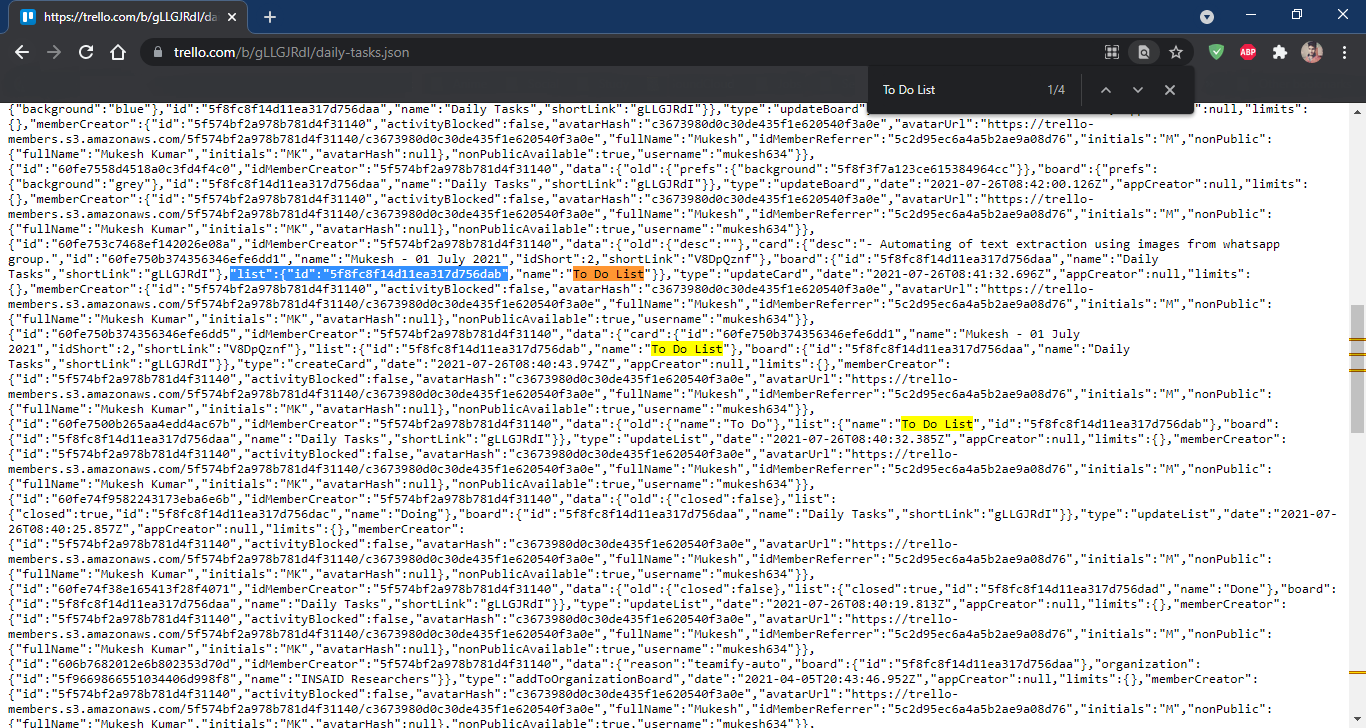 https://trello.com/b/gLLGJRdI/da
trello.com/b/gLLGJRdI/daily-tasks.json
ABP
To Do List 1/4
{"background":"blue"},"id":"5f8fc8f14d11ea317d756daa","name":"Daily Tasks","shortLink":"gLLGJRdI"}},"type":"updateBoard" :null,"limits":
{},"memberCreator":{"id":"5f574bf2a978b781d4f31140","activityBlocked":false,"avatarHash":"c3673980d0c30de435f1e620540f3a0e","avatarUrl":"https://trello-
members.s3.amazonaws.com/5f574bf2a978b781d4f31140/c3673980d0c30de435f1e620540f3a0e","fullName":"Mukesh","idMemberReferrer":"5c2d95ec6a4a5b2ae9a08d76","initials":"M","nonPublic":
{"fullName":"Mukesh Kumar","initials":"MK","avatarHash":null},"nonPublicAvailable":true,"username":"mukesh634"}},
{"id":"60fe7558d4518a0c3fd4f4c0","idMemberCreator":"5f574bf2a978b781d4f31140","data":{"old":{"prefs":{"background":"5f8f3f7a123ce615384964cc"}},"board":{"prefs":
{"background":"grey"},"id":"5f8fc8f14d11ea317d756daa","name":"Daily Tasks","shortLink":"gLLGJRdI"}},"type":"updateBoard","date":"2021-07-26T08:42:00.126Z","appCreator":null,"limits":
{},"memberCreator":{"id":"5f574bf2a978b781d4f31140","activityBlocked":false,"avatarHash":"c3673980d0c30de435f1e620540f3a0e","avatarUrl":"https://trello-
members.s3.amazonaws.com/5f574bf2a978b781d4f31140/c3673980d0c30de435f1e620540f3a0e","fullName":"Mukesh","idMemberReferrer":"5c2d95ec6a4a5b2ae9a08d76","initials":"M","nonPublic":
{"fullName":"Mukesh Kumar","initials":"MK","avatarHash":null},"nonPublicAvailable":true,"username":"mukesh634"}},
{"id":"60fe753c7468ef142026e08a","idMemberCreator":"5f574bf2a978b781d4f31140","data":{"old":{"desc":""},"card":{"desc":"- Automating of text extraction using images from whatsapp
group.","id":"60fe750b374356346efe6dd1","name":"Mukesh - 01 July 2021","idShort":2,"shortLink":"V8DpQznf"},"board":{"id":"5f8fc8f14d11ea317d756daa","name":"Daily
Tasks","shortLink":"gLLGJRdI"},"list":{"id":"5f8fc8f14d11ea317d756dab","name":"To Do List"}},"type":"updateCard","date":"2021-07-26T08:41:32.696Z","appCreator":null,"limits":
{},"memberCreator":{"id":"5f574bf2a978b781d4f31140","activityBlocked":false,"avatarHash":"c3673980d0c30de435f1e620540f3a0e","avatarUrl":"https://trello-
members.s3.amazonaws.com/5f574bf2a978b781d4f31140/c3673980d0c30de435f1e620540f3a0e","fullName":"Mukesh","idMemberReferrer":"5c2d95ec6a4a5b2ae9a08d76","initials":"M","nonPublic":
{"fullName":"Mukesh Kumar","initials":"MK","avatarHash":null},"nonPublicAvailable":true,"username":"mukesh634"}},
{"id":"60fe750b374356346efe6dd5","idMemberCreator":"5f574bf2a978b781d4f31140","data":{"card":{"id":"60fe750b374356346efe6dd1","name":"Mukesh - 01 July
2021","idShort":2,"shortLink":"V8DpQznf"},"list":{"id":"5f8fc8f14d11ea317d756dab","name":"To Do List"},"board":{"id":"5f8fc8f14d11ea317d756daa","name":"Daily
Tasks","shortLink":"gLLGJRdI"}},"type":"createCard","date":"2021-07-26T08:40:43.974Z","appCreator":null,"limits":{},"memberCreator":
{"id":"5f574bf2a978b781d4f31140","activityBlocked":false,"avatarHash":"c3673980d0c30de435f1e620540f3a0e","avatarUrl":"https://trello-
members.s3.amazonaws.com/5f574bf2a978b781d4f31140/c3673980d0c30de435f1e620540f3a0e","fullName":"Mukesh","idMemberReferrer":"5c2d95ec6a4a5b2ae9a08d76","initials":"M","nonPublic":
{"fullName":"Mukesh Kumar","initials":"MK","avatarHash":null},"nonPublicAvailable":true,"username":"mukesh634"}},
{"id":"60fe7500b265aa4edd4ac67b","idMemberCreator":"5f574bf2a978b781d4f31140","data":{"old":{"name":"To Do"},"list":{"name":"To Do List","id":"5f8fc8f14d11ea317d756dab"},"board":
{"id":"5f8fc8f14d11ea317d756daa","name":"Daily Tasks","shortLink":"gLLGJRdI"}},"type":"updateList","date":"2021-07-26T08:40:32.385Z","appCreator":null,"limits":{},"memberCreator":
{"id":"5f574bf2a978b781d4f31140","activityBlocked":false,"avatarHash":"c3673980d0c30de435f1e620540f3a0e","avatarUrl":"https://trello-
members.s3.amazonaws.com/5f574bf2a978b781d4f31140/c3673980d0c30de435f1e620540f3a0e","fullName":"Mukesh","idMemberReferrer":"5c2d95ec6a4a5b2ae9a08d76","initials":"M","nonPublic":
{"fullName":"Mukesh Kumar","initials":"MK","avatarHash":null},"nonPublicAvailable":true,"username":"mukesh634"}},
{"id":"60fe74f9582243173eba6e6b","idMemberCreator":"5f574bf2a978b781d4f31140","data":{"old":{"closed":false},"list":
{"closed":true,"id":"5f8fc8f14d11ea317d756dac","name":"Doing"},"board":{"id":"5f8fc8f14d11ea317d756daa","name":"Daily Tasks","shortLink":"gLLGJRdI"}},"type":"updateList","date":"2021-07-
26T08:40:25.857Z","appCreator":null,"limits":{},"memberCreator":
{"id":"5f574bf2a978b781d4f31140","activityBlocked":false,"avatarHash":"c3673980d0c30de435f1e620540f3a0e","avatarUrl":"https://trello-
members.s3.amazonaws.com/5f574bf2a978b781d4f31140/c3673980d0c30de435f1e620540f3a0e","fullName":"Mukesh","idMemberReferrer":"5c2d95ec6a4a5b2ae9a08d76","initials":"M","nonPublic":
{"fullName":"Mukesh Kumar","initials":"MK","avatarHash":null},"nonPublicAvailable":true,"username":"mukesh634"}},
{"id":"60fe74f38e165413f28f4071","idMemberCreator":"5f574bf2a978b781d4f31140","data":{"old":{"closed":false},"list":{"closed":true,"id":"5f8fc8f14d11ea317d756dad","name":"Done"},"board":
{"id":"5f8fc8f14d11ea317d756daa","name":"Daily Tasks","shortLink":"gLLGJRdI"}},"type":"updateList","date":"2021-07-26T08:40:19.813Z","appCreator":null,"limits":{},"memberCreator":
{"id":"5f574bf2a978b781d4f31140","activityBlocked":false,"avatarHash":"c3673980d0c30de435f1e620540f3a0e","avatarUrl":"https://trello-
members.s3.amazonaws.com/5f574bf2a978b781d4f31140/c3673980d0c30de435f1e620540f3a0e","fullName":"Mukesh","idMemberReferrer":"5c2d95ec6a4a5b2ae9a08d76","initials":"M","nonPublic":
{"fullName":"Mukesh Kumar","initials":"MK","avatarHash":null},"nonPublicAvailable":true,"username":"mukesh634"}},
{"id":"606b7682012e6b802353d70d","idMemberCreator":"5f574bf2a978b781d4f31140","data":{"reason":"teamify-auto","board":{"id":"5f8fc8f14d11ea317d756daa"},"organization":
{"id":"5f9669866551034406d998f8","name":"INSAID Researchers"}},"type":"addToOrganizationBoard","date":"2021-04-05T20:43:46.952Z","appCreator":null,"limits":{},"memberCreator":
{"id":"5f574bf2a978b781d4f31140","activityBlocked":false,"avatarHash":"c3673980d0c30de435f1e620540f3a0e","avatarUrl":"https://trello-
members.s3.amazonaws.com/5f574bf2a978b781d4f31140/c3673980d0c30de435f1e620540f3a0e","fullName":"Mukesh","idMemberReferrer":"5c2d95ec6a4a5b2ae9a08d76","initials":"M","nonPublic":
{"fullName":"Mukesh Kumar","initials":"MK","avatarHash":null},"nonPublicAvailable":true,"username":"mukesh634"}},